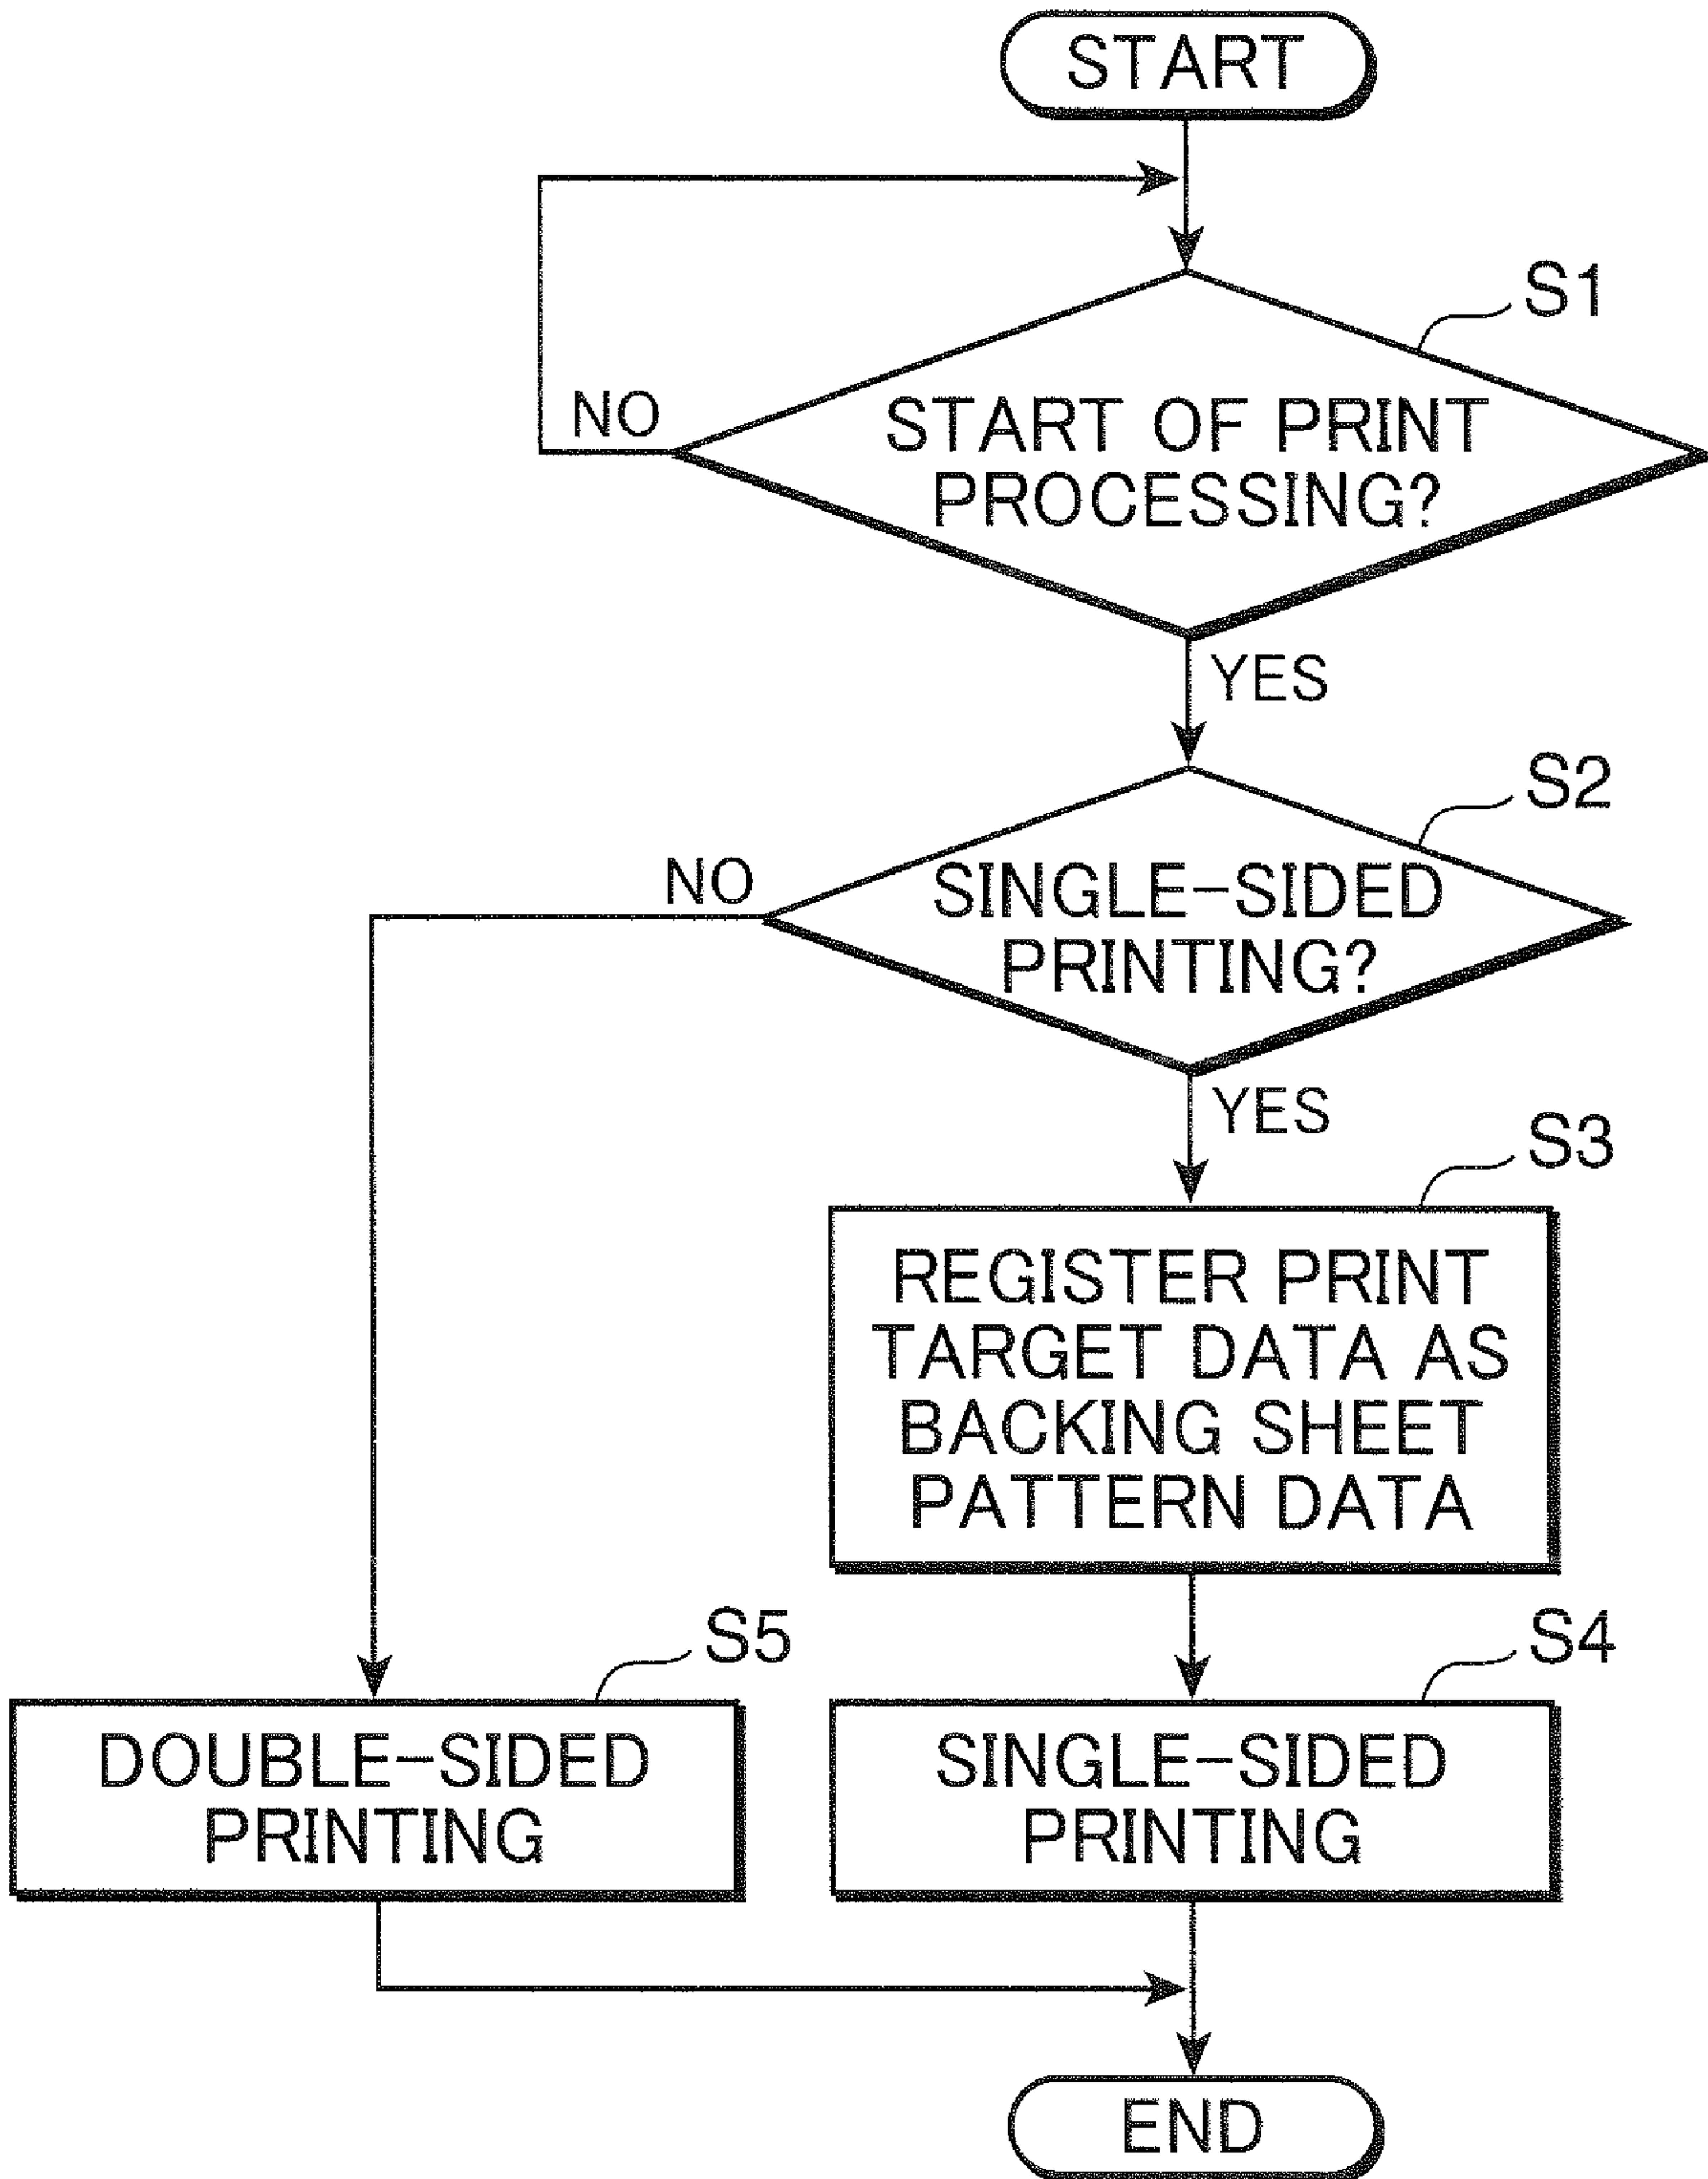 START
S1
NO
START OF PRINT
PROCESSING?
YES
S2
NO
SINGLE-SIDED
PRINTING?
YES
S3
REGISTER PRINT
TARGET DATA AS
BACKING SHEET
PATTERN DATA
S5
S4
DOUBLE-SIDED
PRINTING
SINGLE-SIDED
PRINTING
END